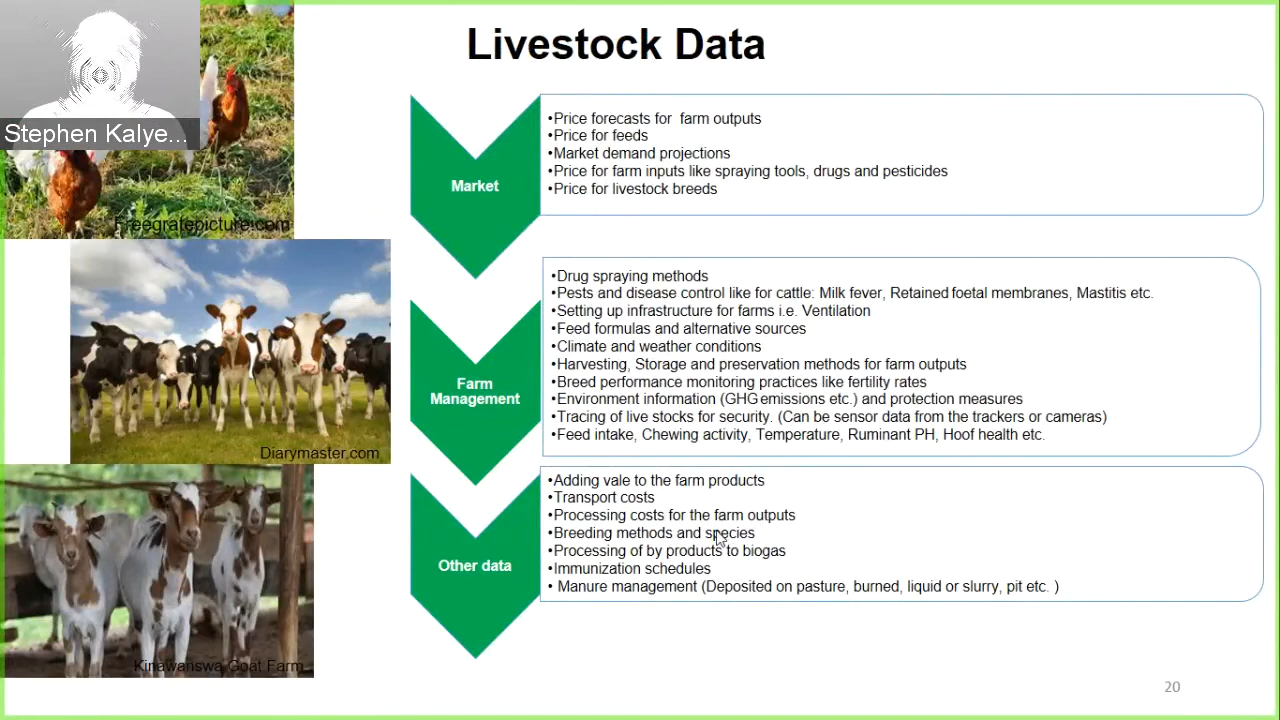 Livestock Data
Stephen Kalye...
Freegratepicture.com
Diarymaster.com
Kinawanswa Goat Farm
Market
•Price forecasts for farm outputs
•Price for feeds
•Market demand projections
•Price for farm inputs like spraying tools, drugs and pesticides
•Price for livestock breeds
Farm
Management
•Drug spraying methods
•Pests and disease control like for cattle: Milk fever, Retained foetal membranes, Mastitis etc.
•Setting up infrastructure for farms i.e. Ventilation
•Feed formulas and alternative sources
•Climate and weather conditions
•Harvesting, Storage and preservation methods for farm outputs
•Breed performance monitoring practices like fertility rates
•Environment information (GHG emissions etc.) and protection measures
•Tracing of live stocks for security. (Can be sensor data from the trackers or cameras)
•Feed intake, Chewing activity, Temperature, Ruminant PH, Hoof health etc.
Other data
•Adding vale to the farm products
•Transport costs
•Processing costs for the farm outputs
•Breeding methods and species
•Processing of by products to biogas
•Immunization schedules
• Manure management (Deposited on pasture, burned, liquid or slurry, pit etc. )
20